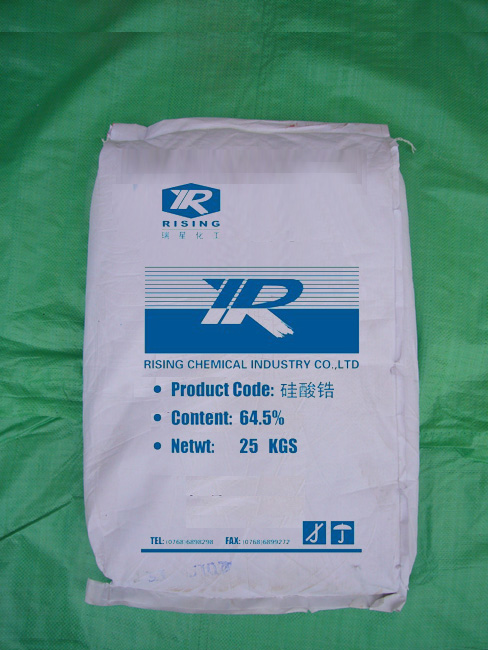 RISING
瑞星化工
RISING CHEMICAL INDUSTRY CO.,LTD
Product Code: 硅酸锆
Content: 64.5%
Netwt: 25 KGS
TEL: (0768)6898298 FAX: (0768)6899272